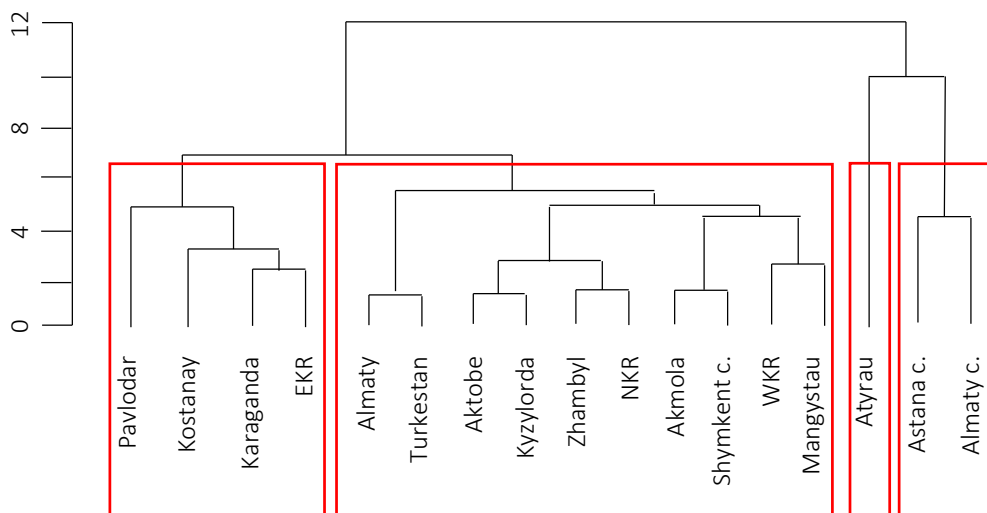 12
8
4
0
Pavlodar
Kostanay
Karaganda
EKR
Almaty
Turkestan
Aktobe
Kyzylorda
Zhambyl
NKR
Akmola
Shymkent c.
WKR
Mangystau
Atyrau
Astana c.
Almaty c.